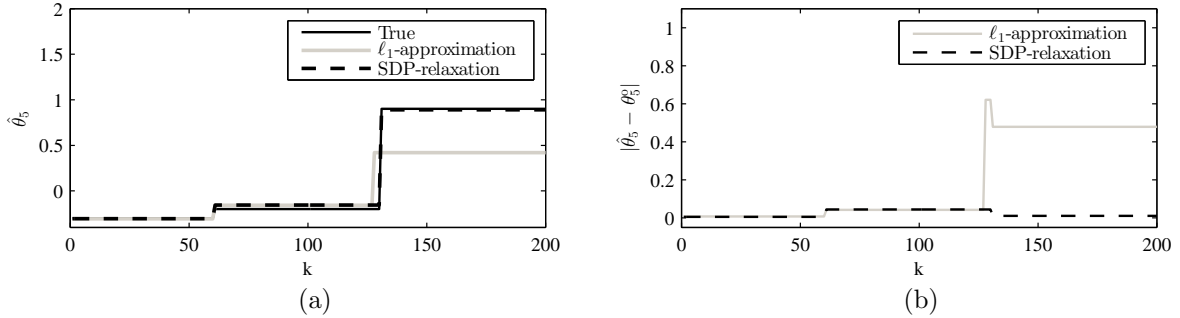 2
1.5
1
0.5
0
0
50
100
150
200
θ̂₅
k
True
ℓ₁-approximation
SDP-relaxation
(a)
1
0.8
0.6
0.4
0.2
0
0
50
100
150
200
|θ̂₅ − θ₅ᵒ|
k
ℓ₁-approximation
SDP-relaxation
(b)